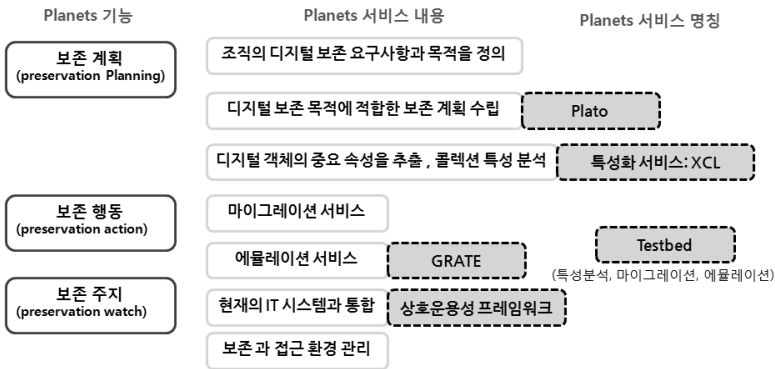 Planets 기능
Planets 서비스 내용
Planets 서비스 명칭
보존 계획
(preservation Planning)
조직의 디지털 보존 요구사항과 목적을 정의
디지털 보존 목적에 적합한 보존 계획 수립
Plato
디지털 객체의 중요 속성을 추출 , 콜렉션 특성 분석
특성화 서비스: XCL
보존 행동
(preservation action)
마이그레이션 서비스
에뮬레이션 서비스
GRATE
Testbed
(특성분석, 마이그레이션, 에뮬레이션)
보존 주지
(preservation watch)
현재의 IT 시스템과 통합
상호운용성 프레임워크
보존 과 접근 환경 관리